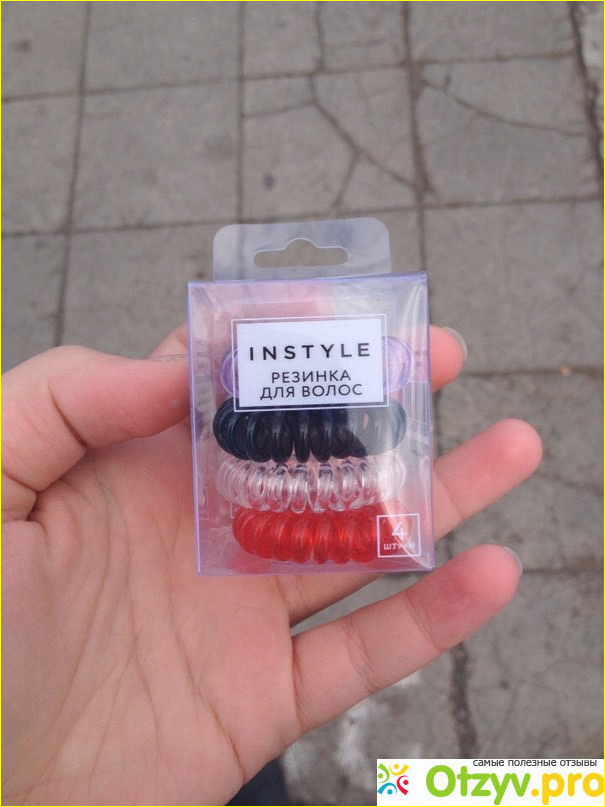 INSTYLE
РЕЗИНКА
ДЛЯ ВОЛОС
4
ШТУКИ
самые полезные отзывы
Otzyv.pro